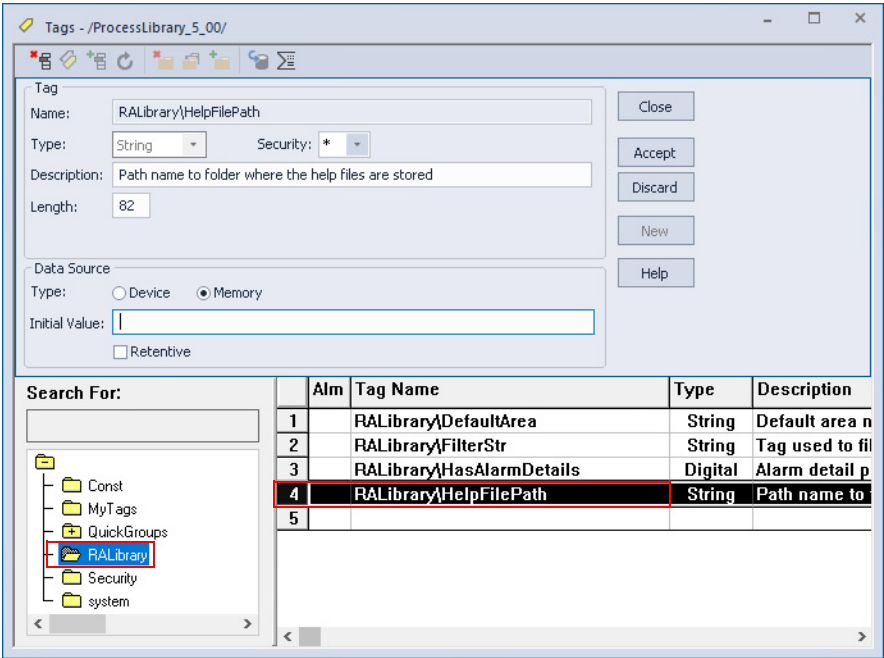 Tags - /ProcessLibrary_5_00/
Tag
Name: RALibrary\HelpFilePath
Close
Type: String Security: *
Accept
Description: Path name to folder where the help files are stored
Discard
Length: 82
New
Data Source
Help
Type: Device Memory
Initial Value:
Retentive
Search For:
Alm Tag Name Type Description
1 RALibrary\DefaultArea String Default area n
2 RALibrary\FilterStr String Tag used to fil
3 RALibrary\HasAlarmDetails Digital Alarm detail p
4 RALibrary\HelpFilePath String Path name to
5
Const
MyTags
QuickGroups
RALibrary
Security
system